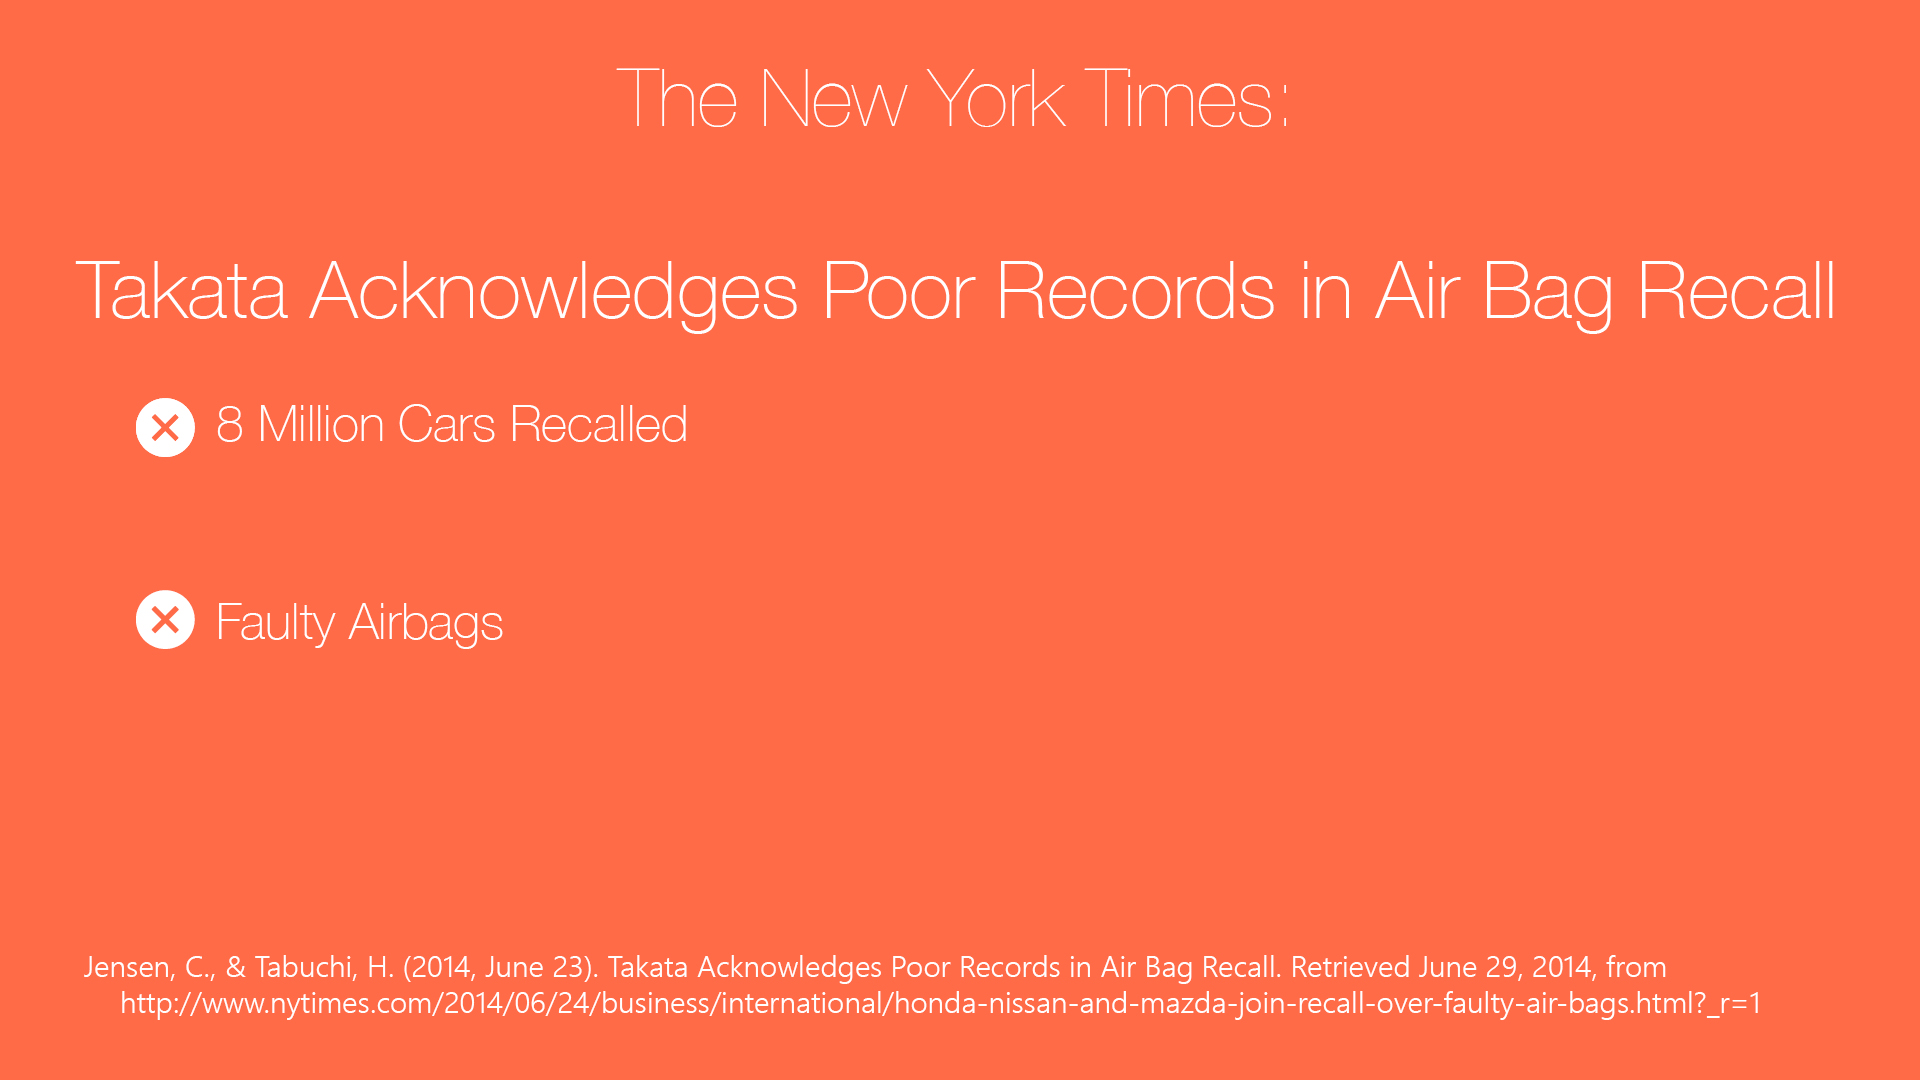 The New York Times:
Takata Acknowledges Poor Records in Air Bag Recall
8 Million Cars Recalled
Faulty Airbags
Jensen, C., & Tabuchi, H. (2014, June 23). Takata Acknowledges Poor Records in Air Bag Recall. Retrieved June 29, 2014, from
http://www.nytimes.com/2014/06/24/business/international/honda-nissan-and-mazda-join-recall-over-faulty-air-bags.html?_r=1